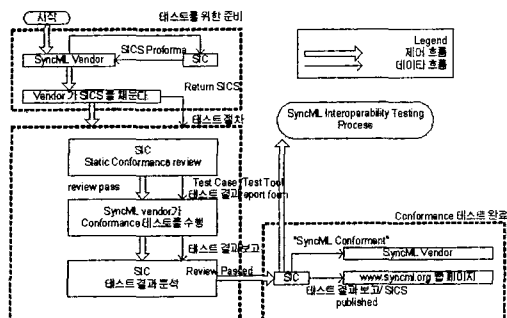 시작
테스트를 위한 준비
SICS Proforma
SyncML Vendor
SIC
Vendor가 SICS를 채운다
Return SICS
Legend
제어 흐름
데이타 흐름
테스트절차
SyncML Interoperability Testing
Process
SIC
Static Conformance review
review pass
Test Case, Test Tool
테스트 결과 report form
SyncML vendor가
Conformance 테스트를 수행
테스트 결과 보고
SIC
테스트 결과 분석
Review Passed
Conformance 테스트 완료
"SyncML Conforment"
SyncML Vendor
SIC
www.syncml.org 웹페이지
테스트 결과 보고/ SICS
published